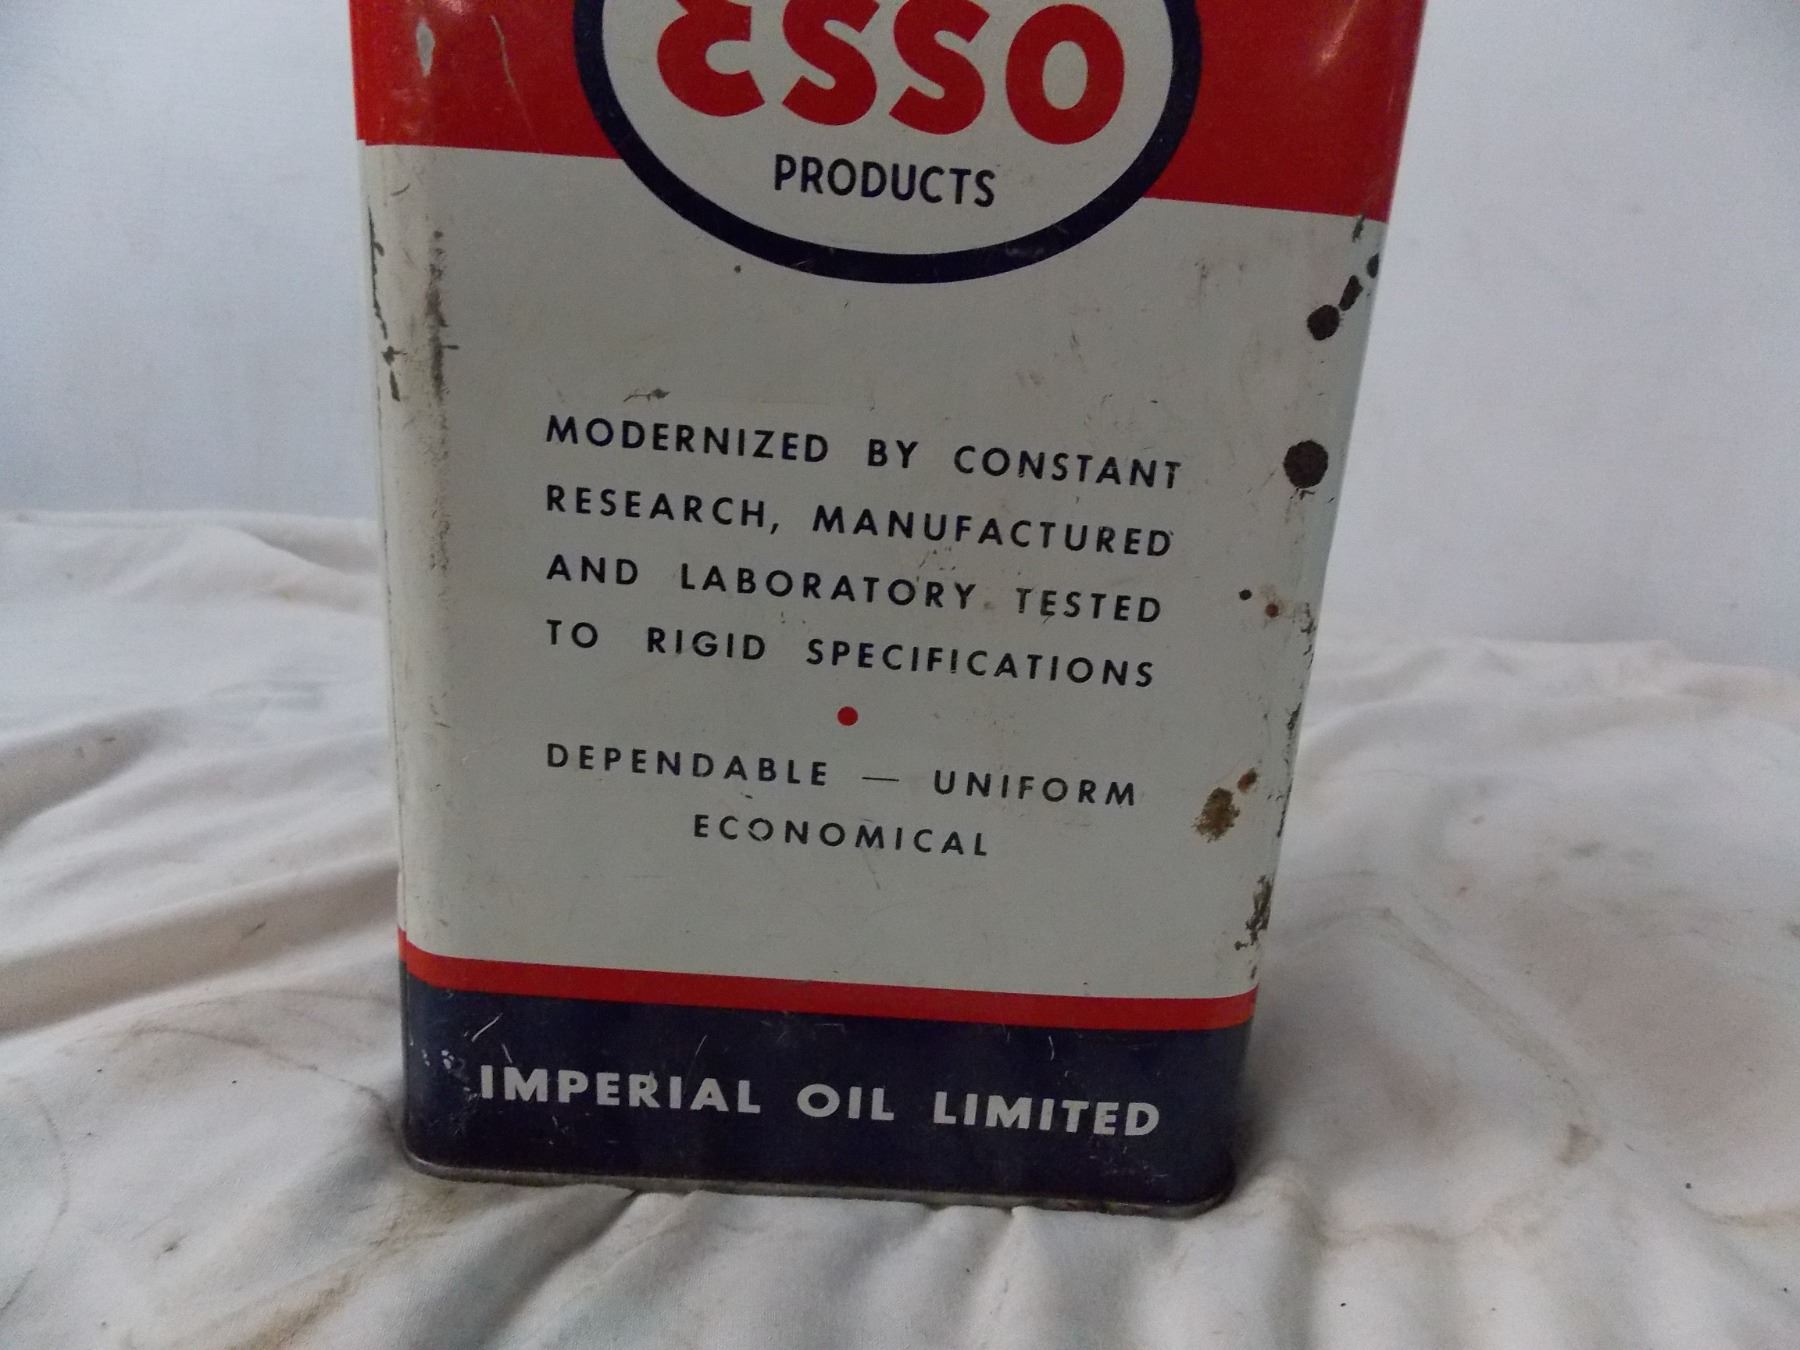 ESSO
PRODUCTS
MODERNIZED BY CONSTANT
RESEARCH, MANUFACTURED
AND LABORATORY TESTED
TO RIGID SPECIFICATIONS
DEPENDABLE — UNIFORM
ECONOMICAL
IMPERIAL OIL LIMITED